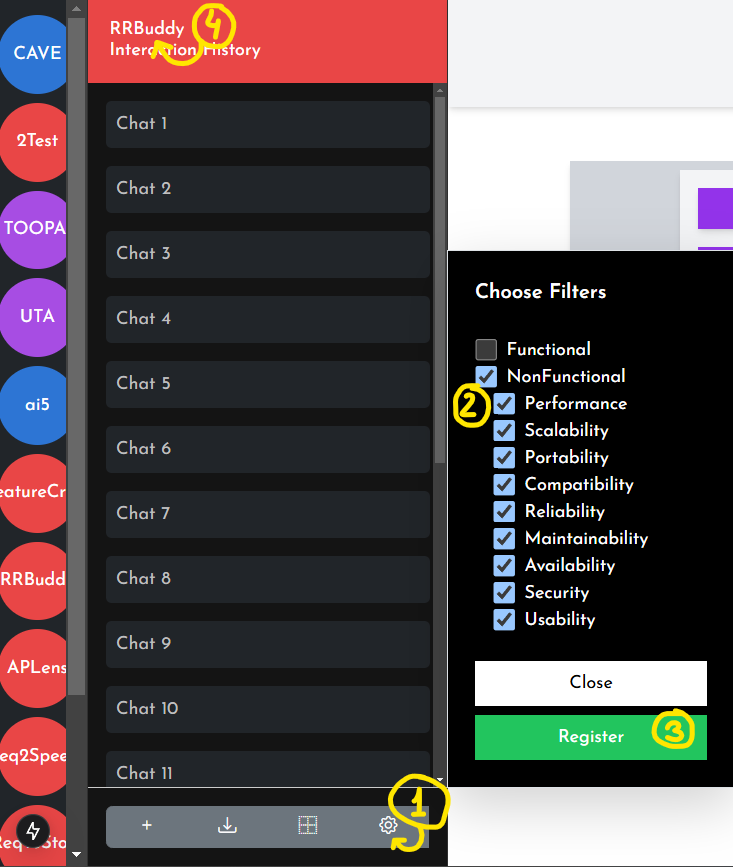 CAVE
2Test
TOOPA
UTA
ai5
eatureCr
RRBudd
APLens
eq2Spee
ReqToSto
RRBuddy
Interaction History
4
Chat 1
Chat 2
Chat 3
Chat 4
Chat 5
Chat 6
Chat 7
Chat 8
Chat 9
Chat 10
Chat 11
+
1
Choose Filters
Functional
NonFunctional
2
Performance
Scalability
Portability
Compatibility
Reliability
Maintainability
Availability
Security
Usability
Close
Register
3